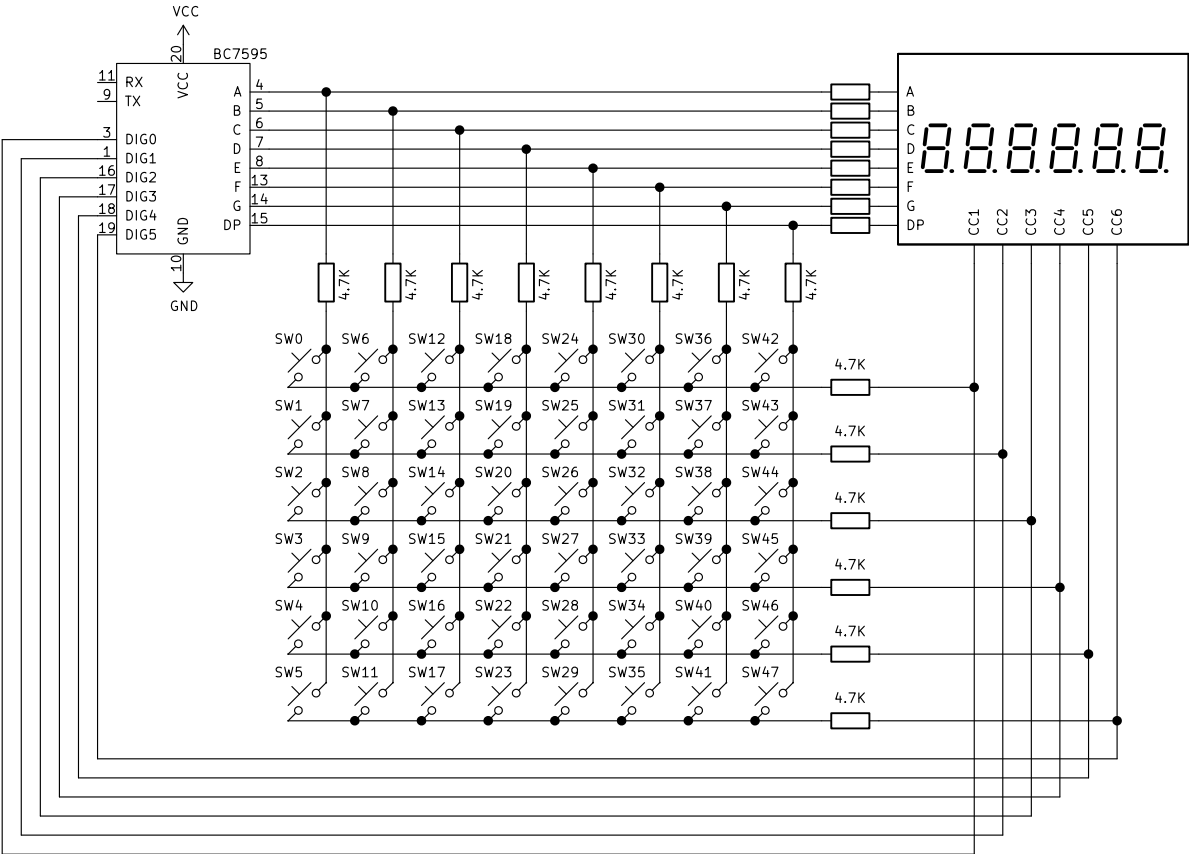 VCC
BC7595
20
VCC
11 RX
9 TX
3 DIG0
1 DIG1
16 DIG2
17 DIG3
18 DIG4
19 DIG5
GND
10
GND
A 4
B 5
C 6
D 7
E 8
F 13
G 14
DP 15
A
B
C
D
E
F
G
DP
8.8.8.8.8.8.
CC1 CC2 CC3 CC4 CC5 CC6
4.7K 4.7K 4.7K 4.7K 4.7K 4.7K 4.7K 4.7K
SW0 SW6 SW12 SW18 SW24 SW30 SW36 SW42
4.7K
SW1 SW7 SW13 SW19 SW25 SW31 SW37 SW43
4.7K
SW2 SW8 SW14 SW20 SW26 SW32 SW38 SW44
4.7K
SW3 SW9 SW15 SW21 SW27 SW33 SW39 SW45
4.7K
SW4 SW10 SW16 SW22 SW28 SW34 SW40 SW46
4.7K
SW5 SW11 SW17 SW23 SW29 SW35 SW41 SW47
4.7K